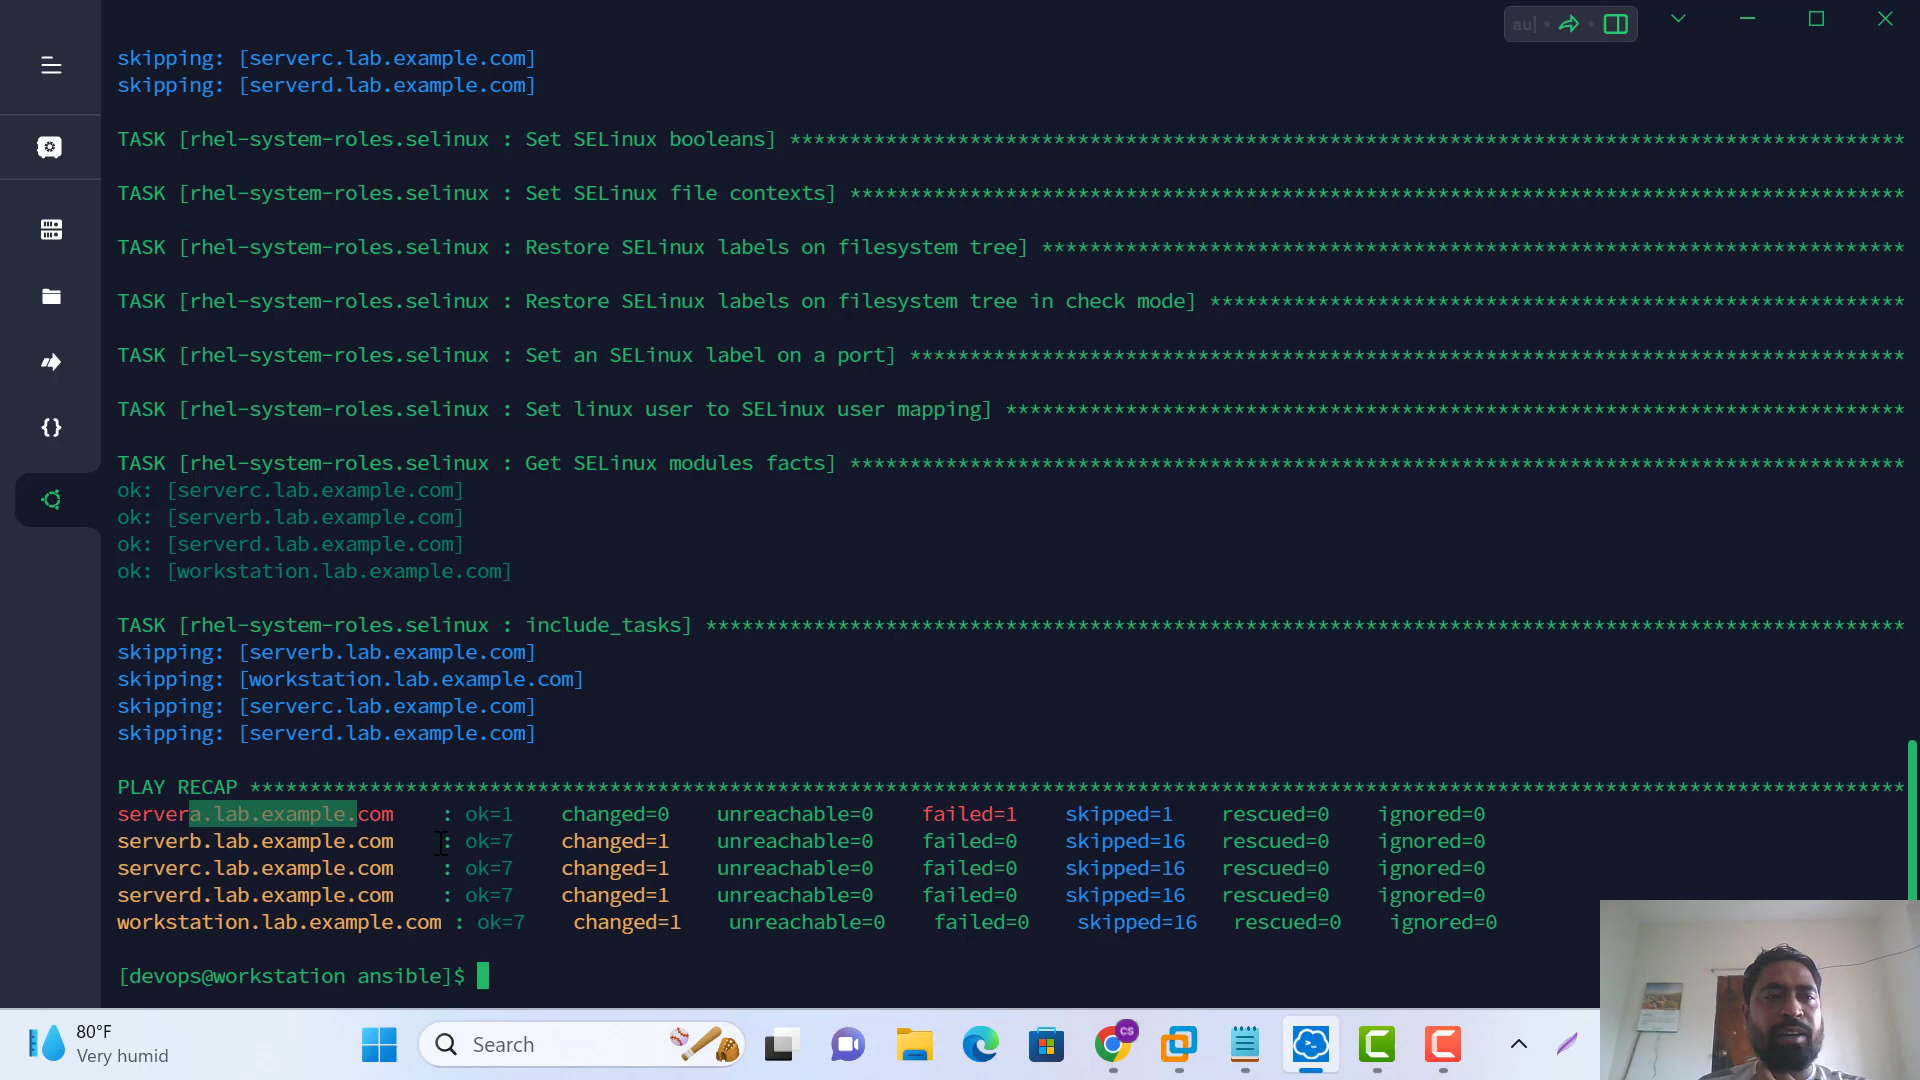 au|
skipping: [serverc.lab.example.com]
skipping: [serverd.lab.example.com]
TASK [rhel-system-roles.selinux : Set SELinux booleans] *********************************************************************************************
TASK [rhel-system-roles.selinux : Set SELinux file contexts] ****************************************************************************************
TASK [rhel-system-roles.selinux : Restore SELinux labels on filesystem tree] ************************************************************************
TASK [rhel-system-roles.selinux : Restore SELinux labels on filesystem tree in check mode] **********************************************************
TASK [rhel-system-roles.selinux : Set an SELinux label on a port] ***********************************************************************************
TASK [rhel-system-roles.selinux : Set linux user to SELinux user mapping] ***************************************************************************
TASK [rhel-system-roles.selinux : Get SELinux modules facts] ****************************************************************************************
ok: [serverc.lab.example.com]
ok: [serverb.lab.example.com]
ok: [serverd.lab.example.com]
ok: [workstation.lab.example.com]
TASK [rhel-system-roles.selinux : include_tasks] ****************************************************************************************************
skipping: [serverb.lab.example.com]
skipping: [workstation.lab.example.com]
skipping: [serverc.lab.example.com]
skipping: [serverd.lab.example.com]
PLAY RECAP ******************************************************************************************************************************************
servera.lab.example.com : ok=1 changed=0 unreachable=0 failed=1 skipped=1 rescued=0 ignored=0
serverb.lab.example.com : ok=7 changed=1 unreachable=0 failed=0 skipped=16 rescued=0 ignored=0
serverc.lab.example.com : ok=7 changed=1 unreachable=0 failed=0 skipped=16 rescued=0 ignored=0
serverd.lab.example.com : ok=7 changed=1 unreachable=0 failed=0 skipped=16 rescued=0 ignored=0
workstation.lab.example.com : ok=7 changed=1 unreachable=0 failed=0 skipped=16 rescued=0 ignored=0
[devops@workstation ansible]$
80°F
Very humid
Search
CS